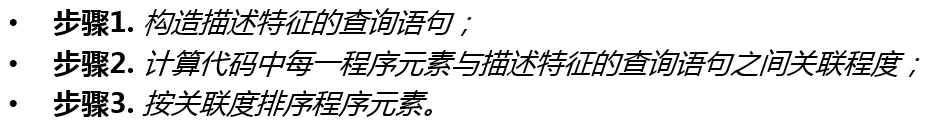 • 步骤1. 构造描述特征的查询语句；
• 步骤2. 计算代码中每一程序元素与描述特征的查询语句之间关联程度；
• 步骤3. 按关联度排序程序元素。